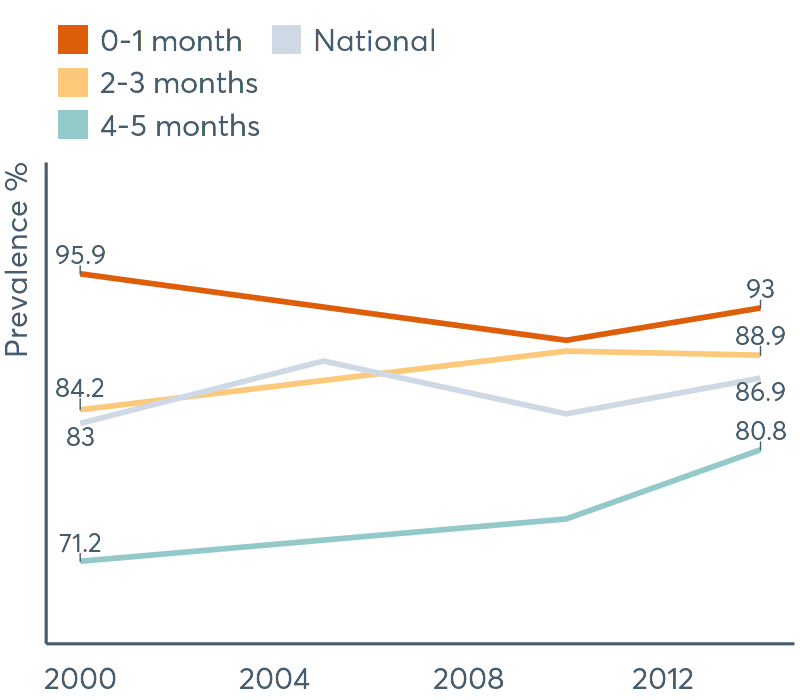 0-1 month National
2-3 months
4-5 months
Prevalence %
95.9
93
88.9
84.2
86.9
83
80.8
71.2
2000 2004 2008 2012